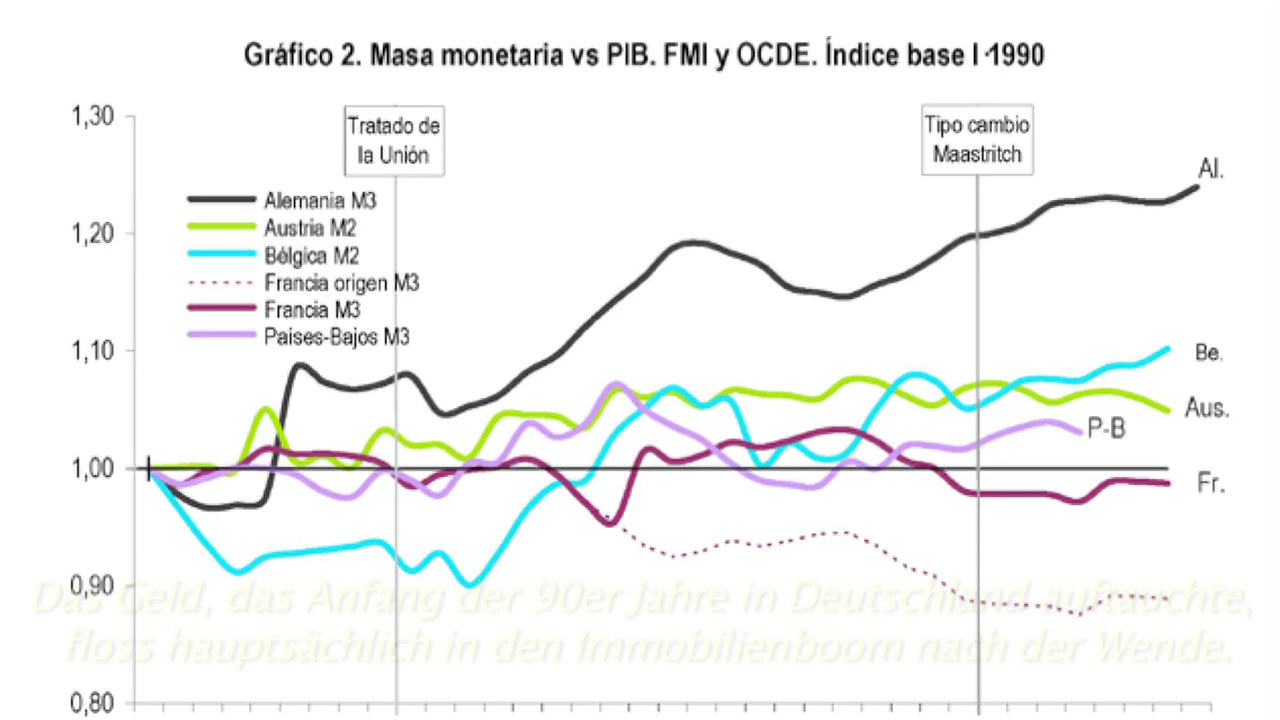 Gráfico 2. Masa monetaria vs PIB. FMI y OCDE. Índice base I-1990
1,30
1,20
1,10
1,00
0,90
0,80
Tratado de
la Unión
Tipo cambio
Maastritch
Alemania M3
Austria M2
Bélgica M2
Francia origen M3
Francia M3
Países-Bajos M3
Al.
Be.
Aus.
P-B
Fr.
Das Geld, das Anfang der 90er Jahre in Deutschland auftauchte,
floss hauptsächlich in den Immobilienboom nach der Wende.